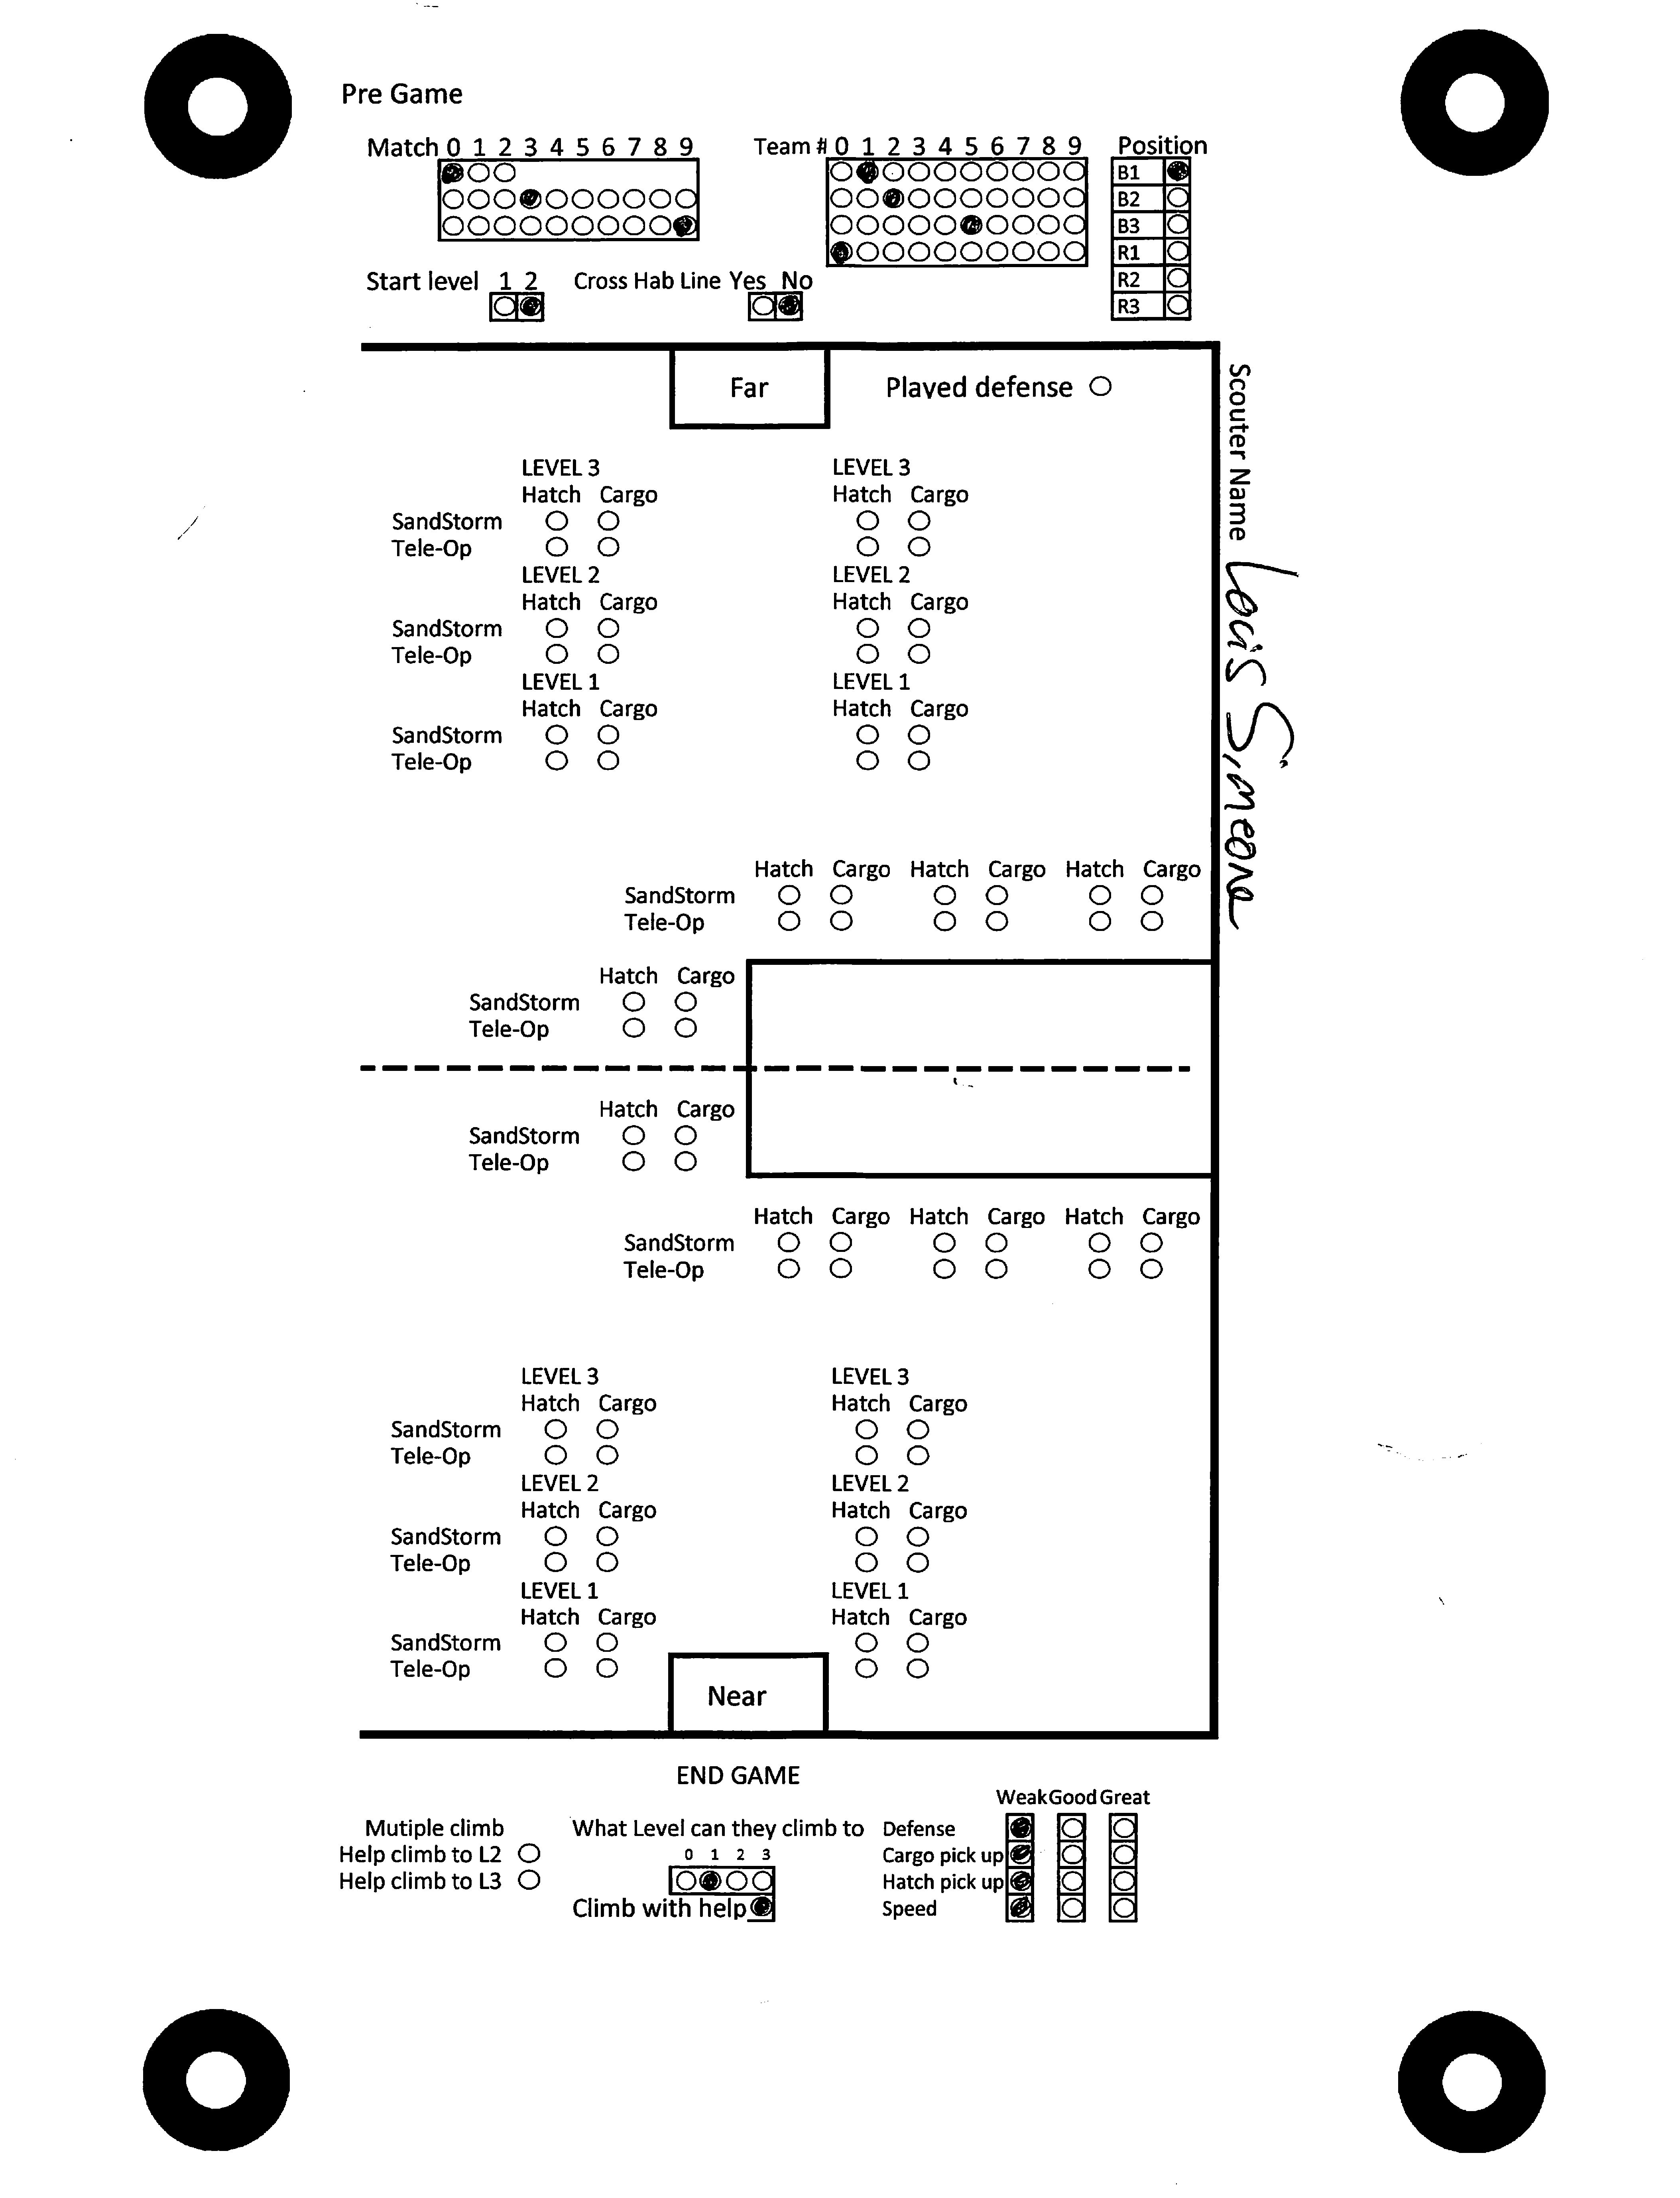 Pre Game
Match 0 1 2 3 4 5 6 7 8 9
Team # 0 1 2 3 4 5 6 7 8 9
Position
B1
B2
B3
R1
R2
R3
Start level 1 2
Cross Hab Line Yes No
Far
Played defense
Scouter Name Louis Simeone
LEVEL 3 LEVEL 3
Hatch Cargo Hatch Cargo
SandStorm
Tele-Op
LEVEL 2 LEVEL 2
Hatch Cargo Hatch Cargo
SandStorm
Tele-Op
LEVEL 1 LEVEL 1
Hatch Cargo Hatch Cargo
SandStorm
Tele-Op
Hatch Cargo Hatch Cargo Hatch Cargo
SandStorm
Tele-Op
Hatch Cargo
SandStorm
Tele-Op
Hatch Cargo
SandStorm
Tele-Op
Hatch Cargo Hatch Cargo Hatch Cargo
SandStorm
Tele-Op
LEVEL 3 LEVEL 3
Hatch Cargo Hatch Cargo
SandStorm
Tele-Op
LEVEL 2 LEVEL 2
Hatch Cargo Hatch Cargo
SandStorm
Tele-Op
LEVEL 1 LEVEL 1
Hatch Cargo Hatch Cargo
SandStorm
Tele-Op
Near
END GAME
Mutiple climb
Help climb to L2
Help climb to L3
What Level can they climb to
0 1 2 3
Climb with help
Weak Good Great
Defense
Cargo pick up
Hatch pick up
Speed